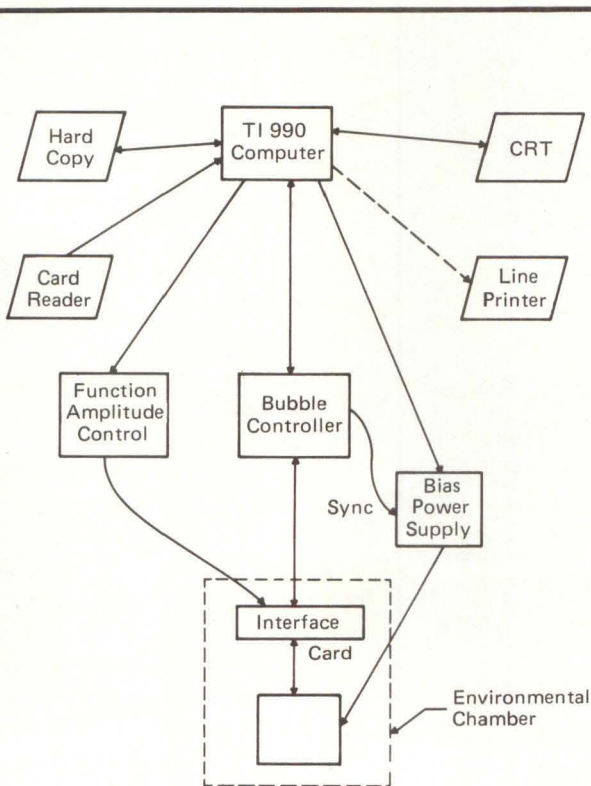 Hard
Copy
TI 990
Computer
CRT
Card
Reader
Line
Printer
Function
Amplitude
Control
Bubble
Controller
Sync
Bias
Power
Supply
Interface
Card
Environmental
Chamber